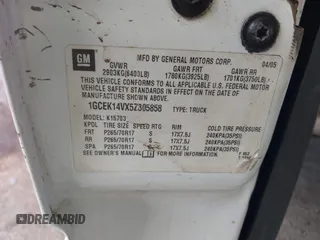 GM
MFD BY GENERAL MOTORS CORP. 04/05
GVWR GAWR FRT GAWR RR
2903KG(6403LB) 1780KG(3925LB) 1701KG(3750LB)
THIS VEHICLE CONFORMS TO ALL APPLICABLE U.S. FEDERAL MOTOR
VEHICLE SAFETY STANDARDS IN EFFECT ON THE DATE OF
MANUFACTURE SHOWN ABOVE.
1GCEK14VX5Z305858 TYPE: TRUCK
MODEL: K15703
TIRE SIZE SPEED RTG RIM COLD TIRE PRESSURE
FRT P265/70R17 S 17X7.5J 240KPA(35PSI)
RR P265/70R17 S 17X7.5J 240KPA(35PSI)
SPA P265/70R17 S 17X7.5J 240KPA(35PSI)
SEE OWNER'S MANUAL FOR MORE INFORMATION.
DREAMBID